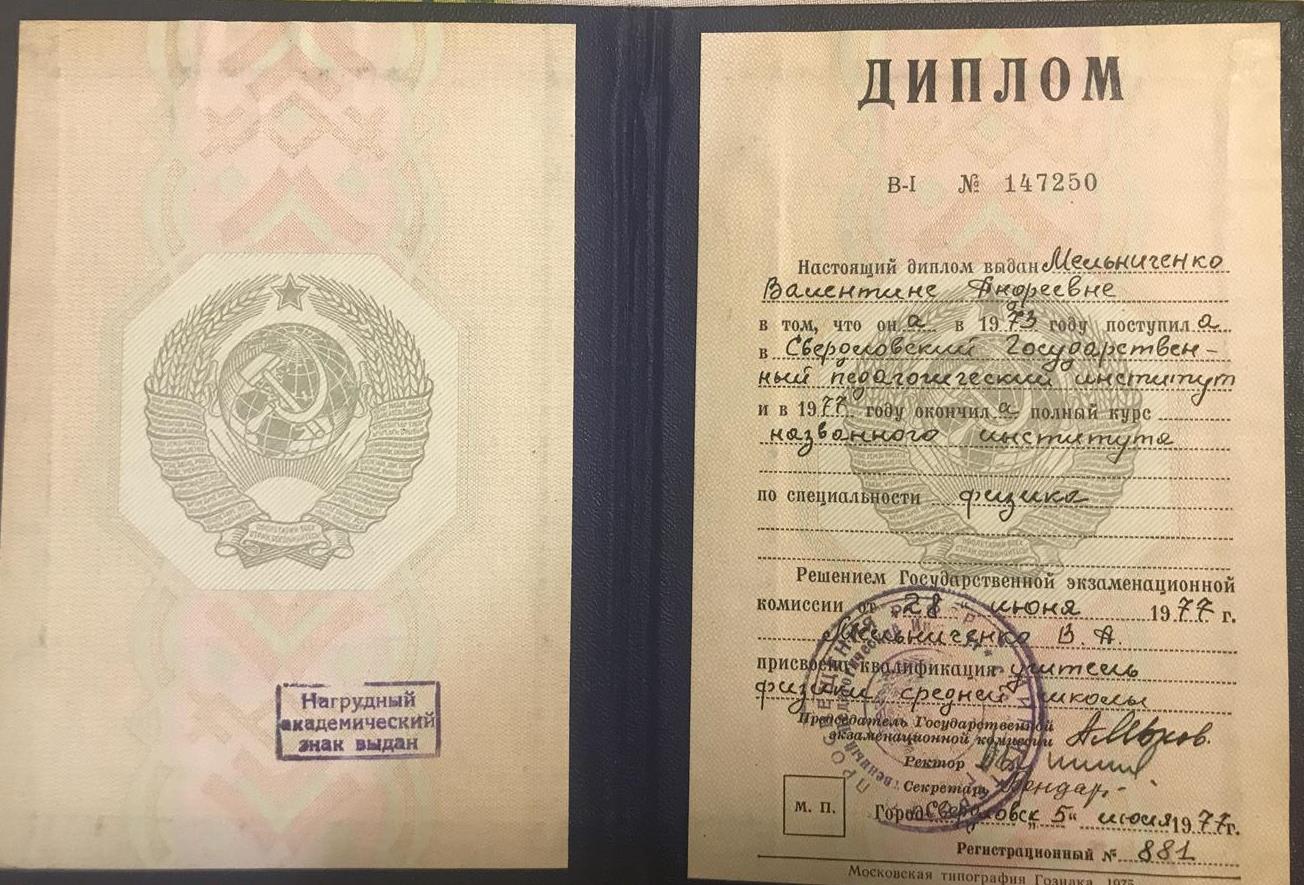 Нагрудный
академический
знак выдан
ДИПЛОМ
В-I № 147250
Настоящий диплом выдан Мельниченко
Валентине Андреевне
в том, что она в 1973 году поступила
в Свердловский Государствен-
ный педагогический институт
и в 1977 году окончила полный курс
названного института
по специальности физика
Решением Государственной экзаменационной
комиссии от "28" июня 1977 г.
Мельниченко В. А.
присвоена квалификация учитель
физики средней школы
Председатель Государственной
экзаменационной комиссии
Ректор
Секретарь
М. П.
Город Свердловск "5" июля 1977 г.
Регистрационный № 881
Московская типография Гознака. 1975.